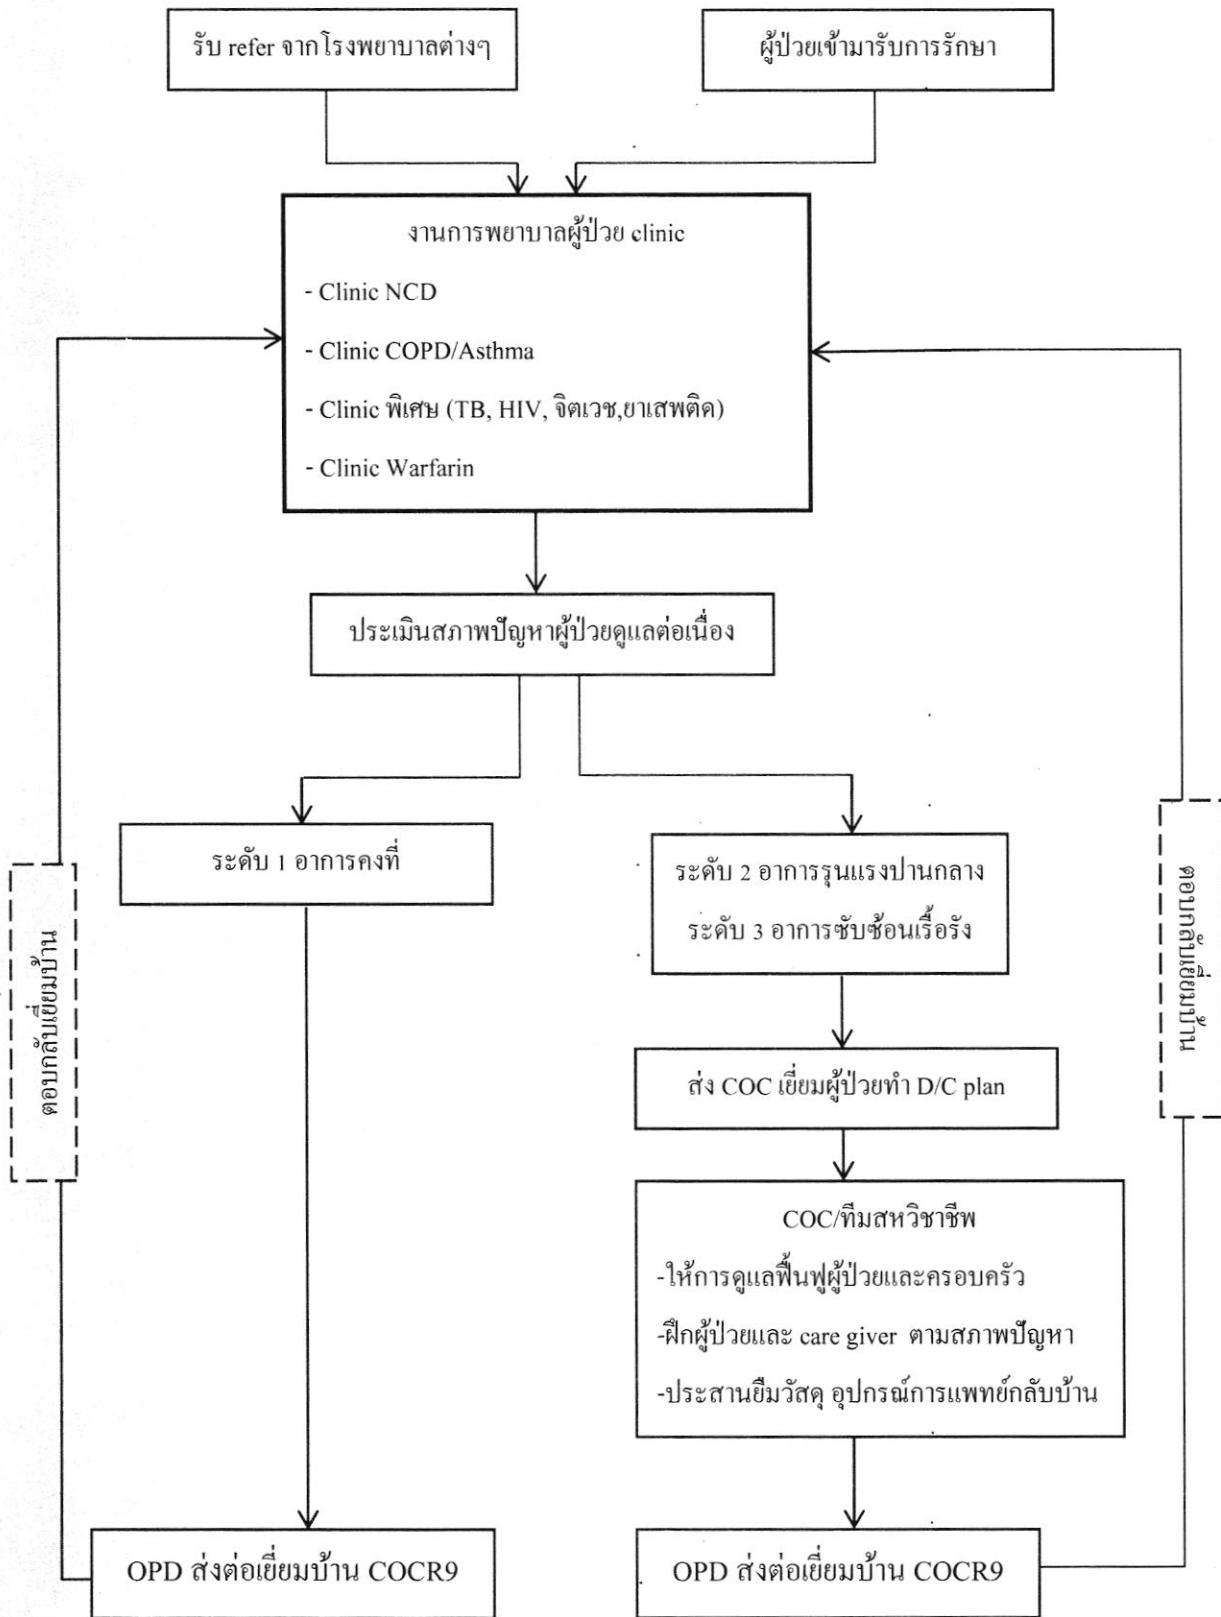 รับ refer จากโรงพยาบาลต่างๆ
ผู้ป่วยเข้ามารับการรักษา
งานการพยาบาลผู้ป่วย clinic
- Clinic NCD
- Clinic COPD/Asthma
- Clinic พิเศษ (TB, HIV, จิตเวช,ยาเสพติด)
- Clinic Warfarin
ประเมินสภาพปัญหาผู้ป่วยดูแลต่อเนื่อง
ระดับ 1 อาการคงที่
ระดับ 2 อาการรุนแรงปานกลาง
ระดับ 3 อาการซับซ้อนเรื้อรัง
ตอบกลับเยี่ยมบ้าน
ตอบกลับเยี่ยมบ้าน
ส่ง COC เยี่ยมผู้ป่วยทำ D/C plan
COC/ทีมสหวิชาชีพ
-ให้การดูแลฟื้นฟูผู้ป่วยและครอบครัว
-ฝึกผู้ป่วยและ care giver ตามสภาพปัญหา
-ประสานยืมวัสดุ อุปกรณ์การแพทย์กลับบ้าน
OPD ส่งต่อเยี่ยมบ้าน COCR9
OPD ส่งต่อเยี่ยมบ้าน COCR9